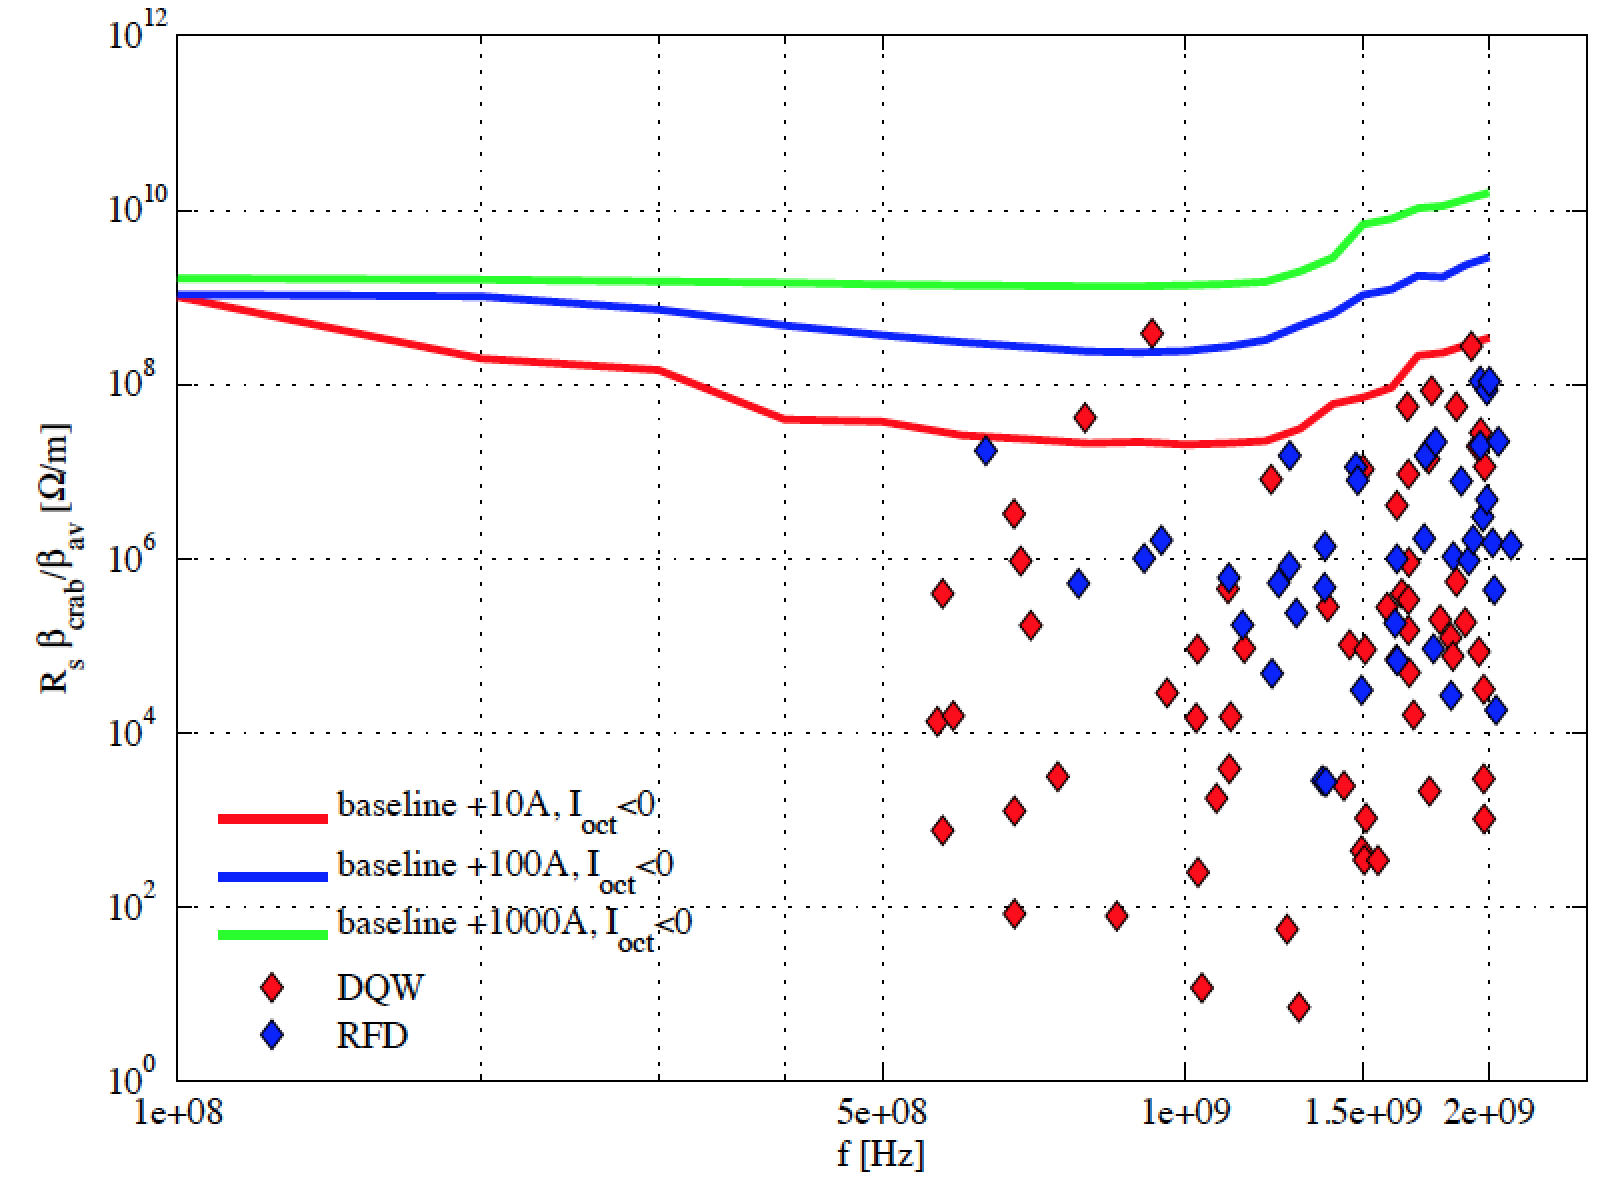 10^12
10^10
10^8
10^6
10^4
10^2
10^0
R_s β_crab/β_av [Ω/m]
baseline +10A, I_oct<0
baseline +100A, I_oct<0
baseline +1000A, I_oct<0
DQW
RFD
1e+08 5e+08 1e+09 1.5e+09 2e+09
f [Hz]